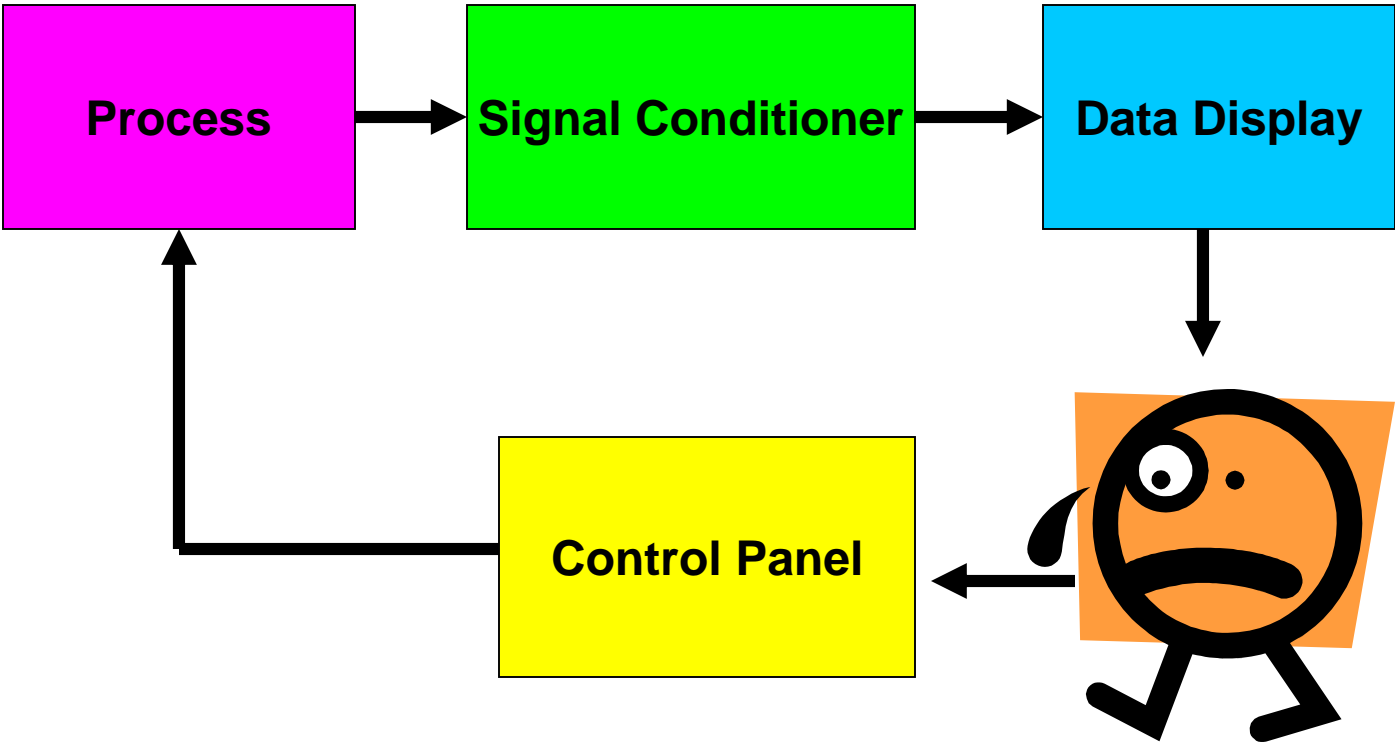 Process
Signal Conditioner
Data Display
Control Panel